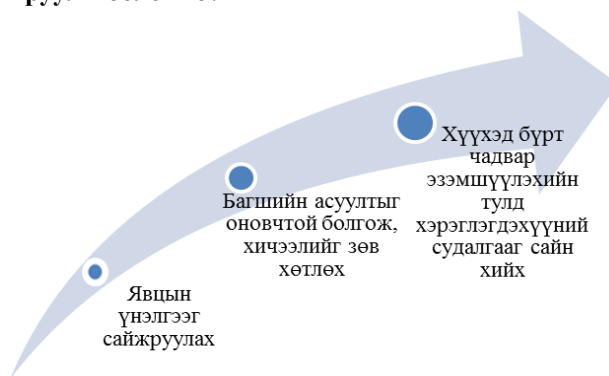 Явцын
үнэлгээг
сайжруулах
Багшийн асуултыг
оновчтой болгож,
хичээлийг зөв
хөтлөх
Хүүхэд бүрт
чадвар
эзэмшүүлэхийн
тулд
хэрэглэгдэхүүний
судалгааг сайн
хийх